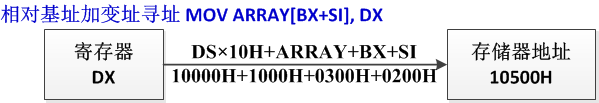 相对基址加变址寻址 MOV ARRAY[BX+SI], DX
寄存器
DX
DS×10H+ARRAY+BX+SI
10000H+1000H+0300H+0200H
存储器地址
10500H